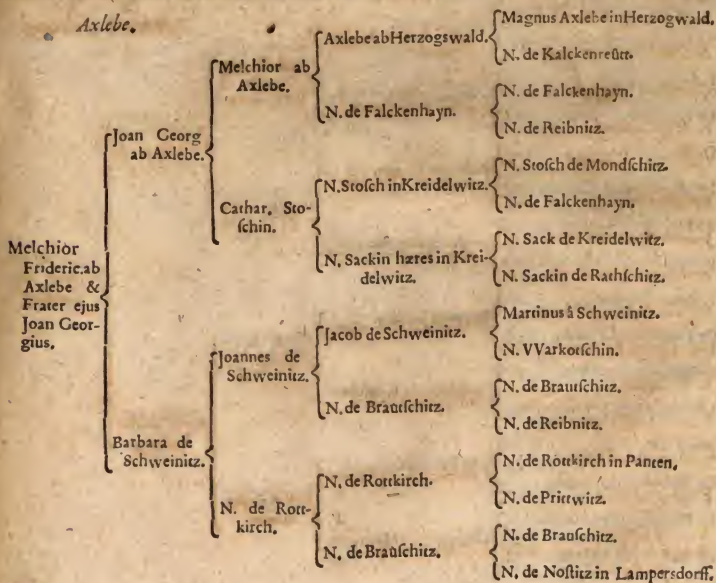 Axlebe.
Melchior
Frideric.ab
Axlebe &
Frater ejus
Joan Geor-
gius.
Joan Georg
ab Axlebe.
Barbara de
Schweinitz.
Melchior ab
Axlebe.
Cathar. Sto-
ſchin.
Joannes de
Schweinitz.
N. de Rott-
kirch.
Axlebe ab Herzogswald.
N. de Falckenhayn.
N. Stoſch in Kreidelwitz.
N. Sackin hæres in Krei-
delwitz.
Jacob de Schweinitz.
N. de Brautſchitz.
N. de Rottkirch.
N. de Brauſchitz.
Magnus Axlebe in Herzogwald.
N. de Kalckenreűtt.
N. de Falckenhayn.
N. de Reibnitz.
N. Stoſch de Mondſchitz.
N. de Falckenhayn.
N. Sack de Kreidelwitz.
N. Sackin de Rathſchitz.
Martinus â Schweinitz.
N. VVarkotſchin.
N. de Brautſchitz.
N. de Reibnitz.
N. de Rottkirch in Panten.
N. de Prittwitz.
N. de Brauſchitz.
N. de Noſtitz in Lampersdorff.